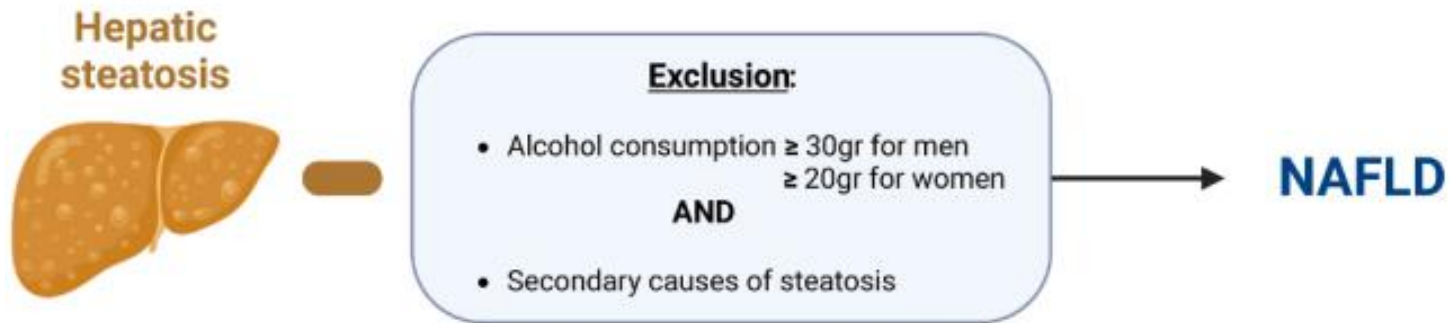 Hepatic
steatosis
Exclusion:
• Alcohol consumption ≥ 30gr for men
≥ 20gr for women
AND
• Secondary causes of steatosis
NAFLD